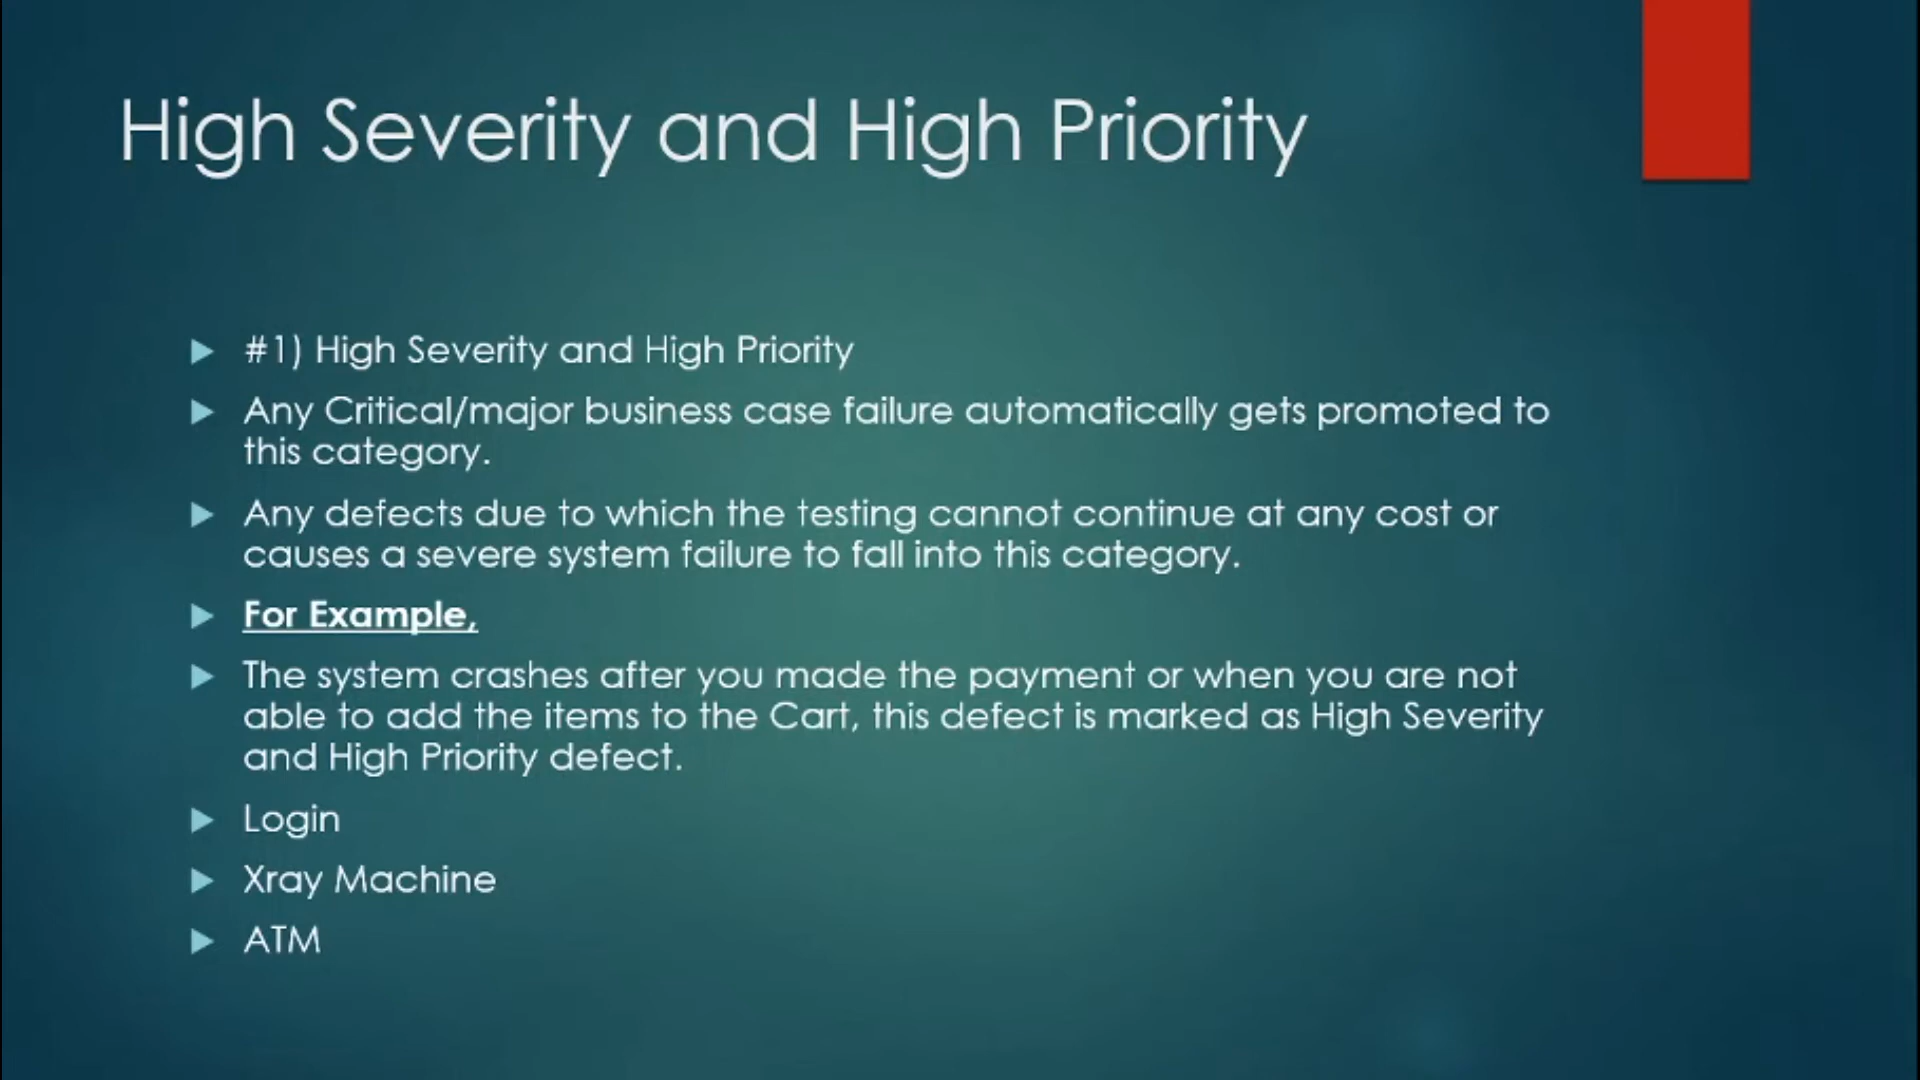 High Severity and High Priority
#1) High Severity and High Priority
Any Critical/major business case failure automatically gets promoted to
this category.
Any defects due to which the testing cannot continue at any cost or
causes a severe system failure to fall into this category.
For Example,
The system crashes after you made the payment or when you are not
able to add the items to the Cart, this defect is marked as High Severity
and High Priority defect.
Login
Xray Machine
ATM